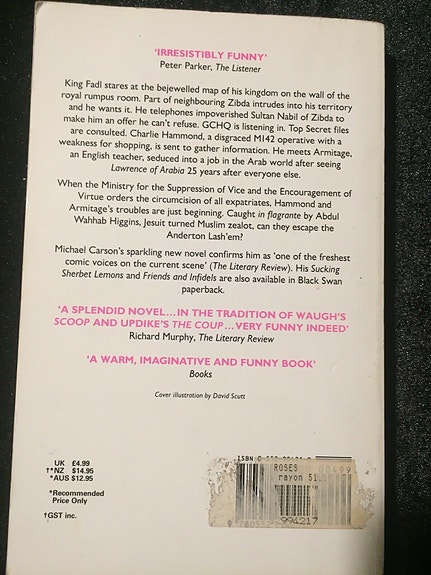 ‘IRRESISTIBLY FUNNY’
Peter Parker, The Listener
King Fadl stares at the bejewelled map of his kingdom on the wall of the
royal rumpus room. Part of neighbouring Zibda intrudes into his territory
and he wants it. He telephones impoverished Sultan Nabil of Zibda to
make him an offer he can't refuse. GCHQ is listening in. Top Secret files
are consulted. Charlie Hammond, a disgraced MI42 operative with a
weakness for shopping, is sent to gather information. He meets Armitage,
an English teacher, seduced into a job in the Arab world after seeing
Lawrence of Arabia 25 years after everyone else.
When the Ministry for the Suppression of Vice and the Encouragement of
Virtue orders the circumcision of all expatriates, Hammond and
Armitage's troubles are just beginning. Caught in flagrante by Abdul
Wahhab Higgins, Jesuit turned Muslim zealot, can they escape the
Anderton Lash'em?
Michael Carson's sparkling new novel confirms him as ‘one of the freshest
comic voices on the current scene’ (The Literary Review). His Sucking
Sherbet Lemons and Friends and Infidels are also available in Black Swan
paperback.
‘A SPLENDID NOVEL...IN THE TRADITION OF WAUGH'S
SCOOP AND UPDIKE'S THE COUP...VERY FUNNY INDEED’
Richard Murphy, The Literary Review
‘A WARM, IMAGINATIVE AND FUNNY BOOK’
Books
Cover illustration by David Scutt
UK £4.99
†*NZ $14.95
*AUS $12.95
*Recommended
Price Only
†GST inc.
ISBN 0
ROSES
00499
rayon 51
9 780552
994217